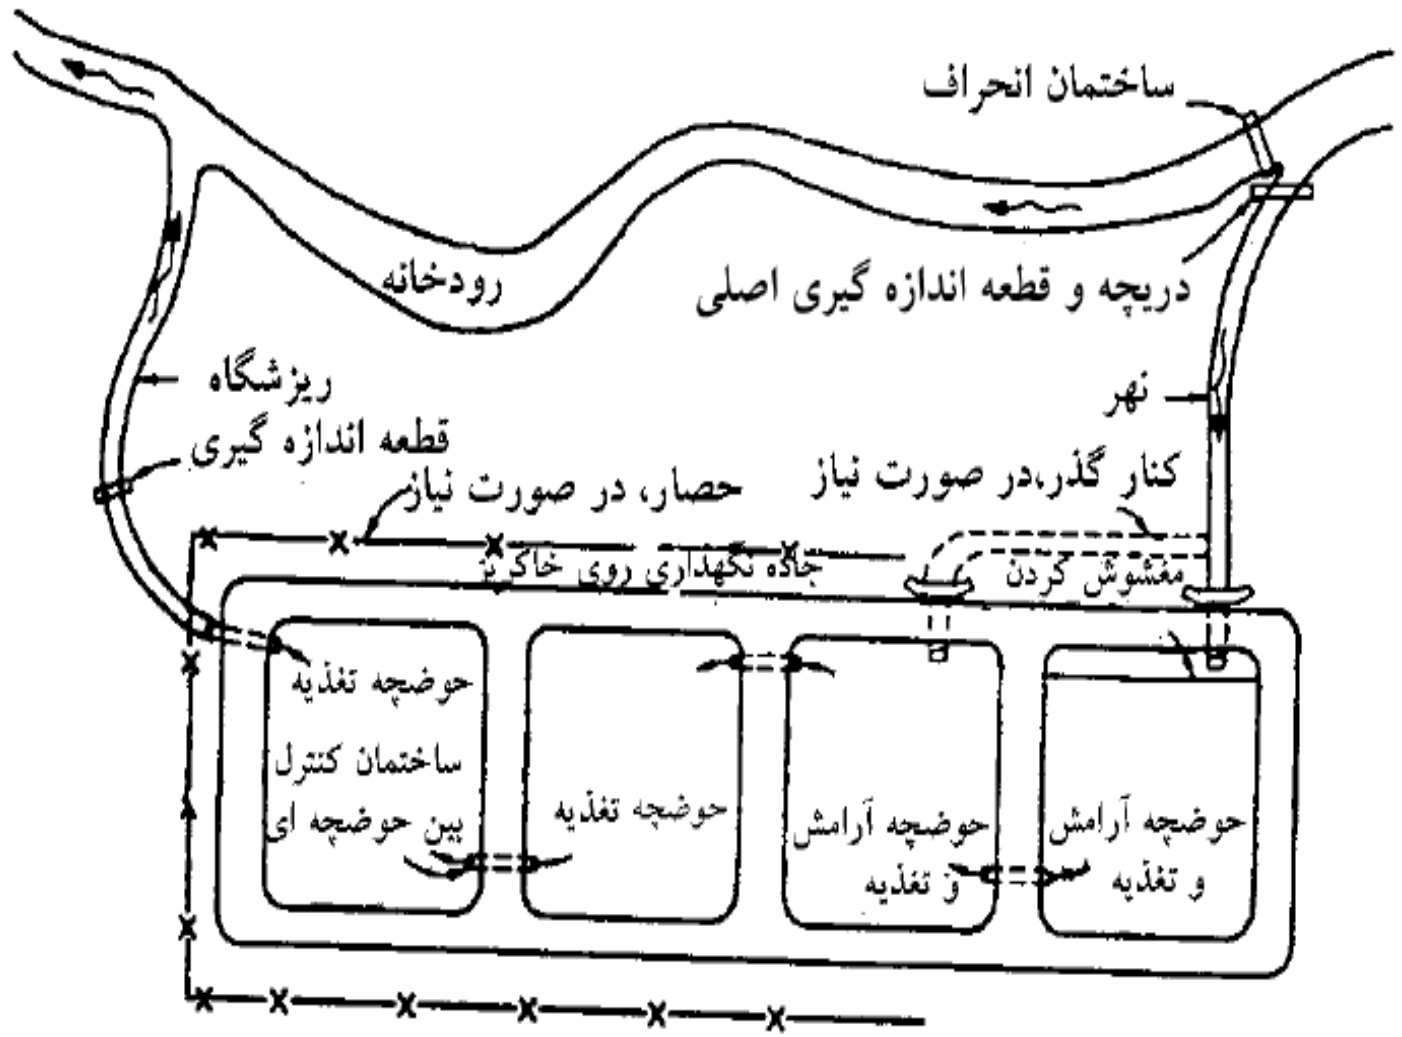 ساختمان انحراف
رودخانه
دریچه و قطعه اندازه گیری اصلی
ریزشگاه
نهر
قطعه اندازه گیری
کنار گذر،در صورت نیاز
حصار، در صورت نیاز
جاده نگهداری روی خاکریز
مغشوش کردن
حوضچه تغذیه
ساختمان کنترل
بین حوضچه ای
حوضچه تغذیه
حوضچه آرامش
و تغذیه
حوضچه آرامش
و تغذیه